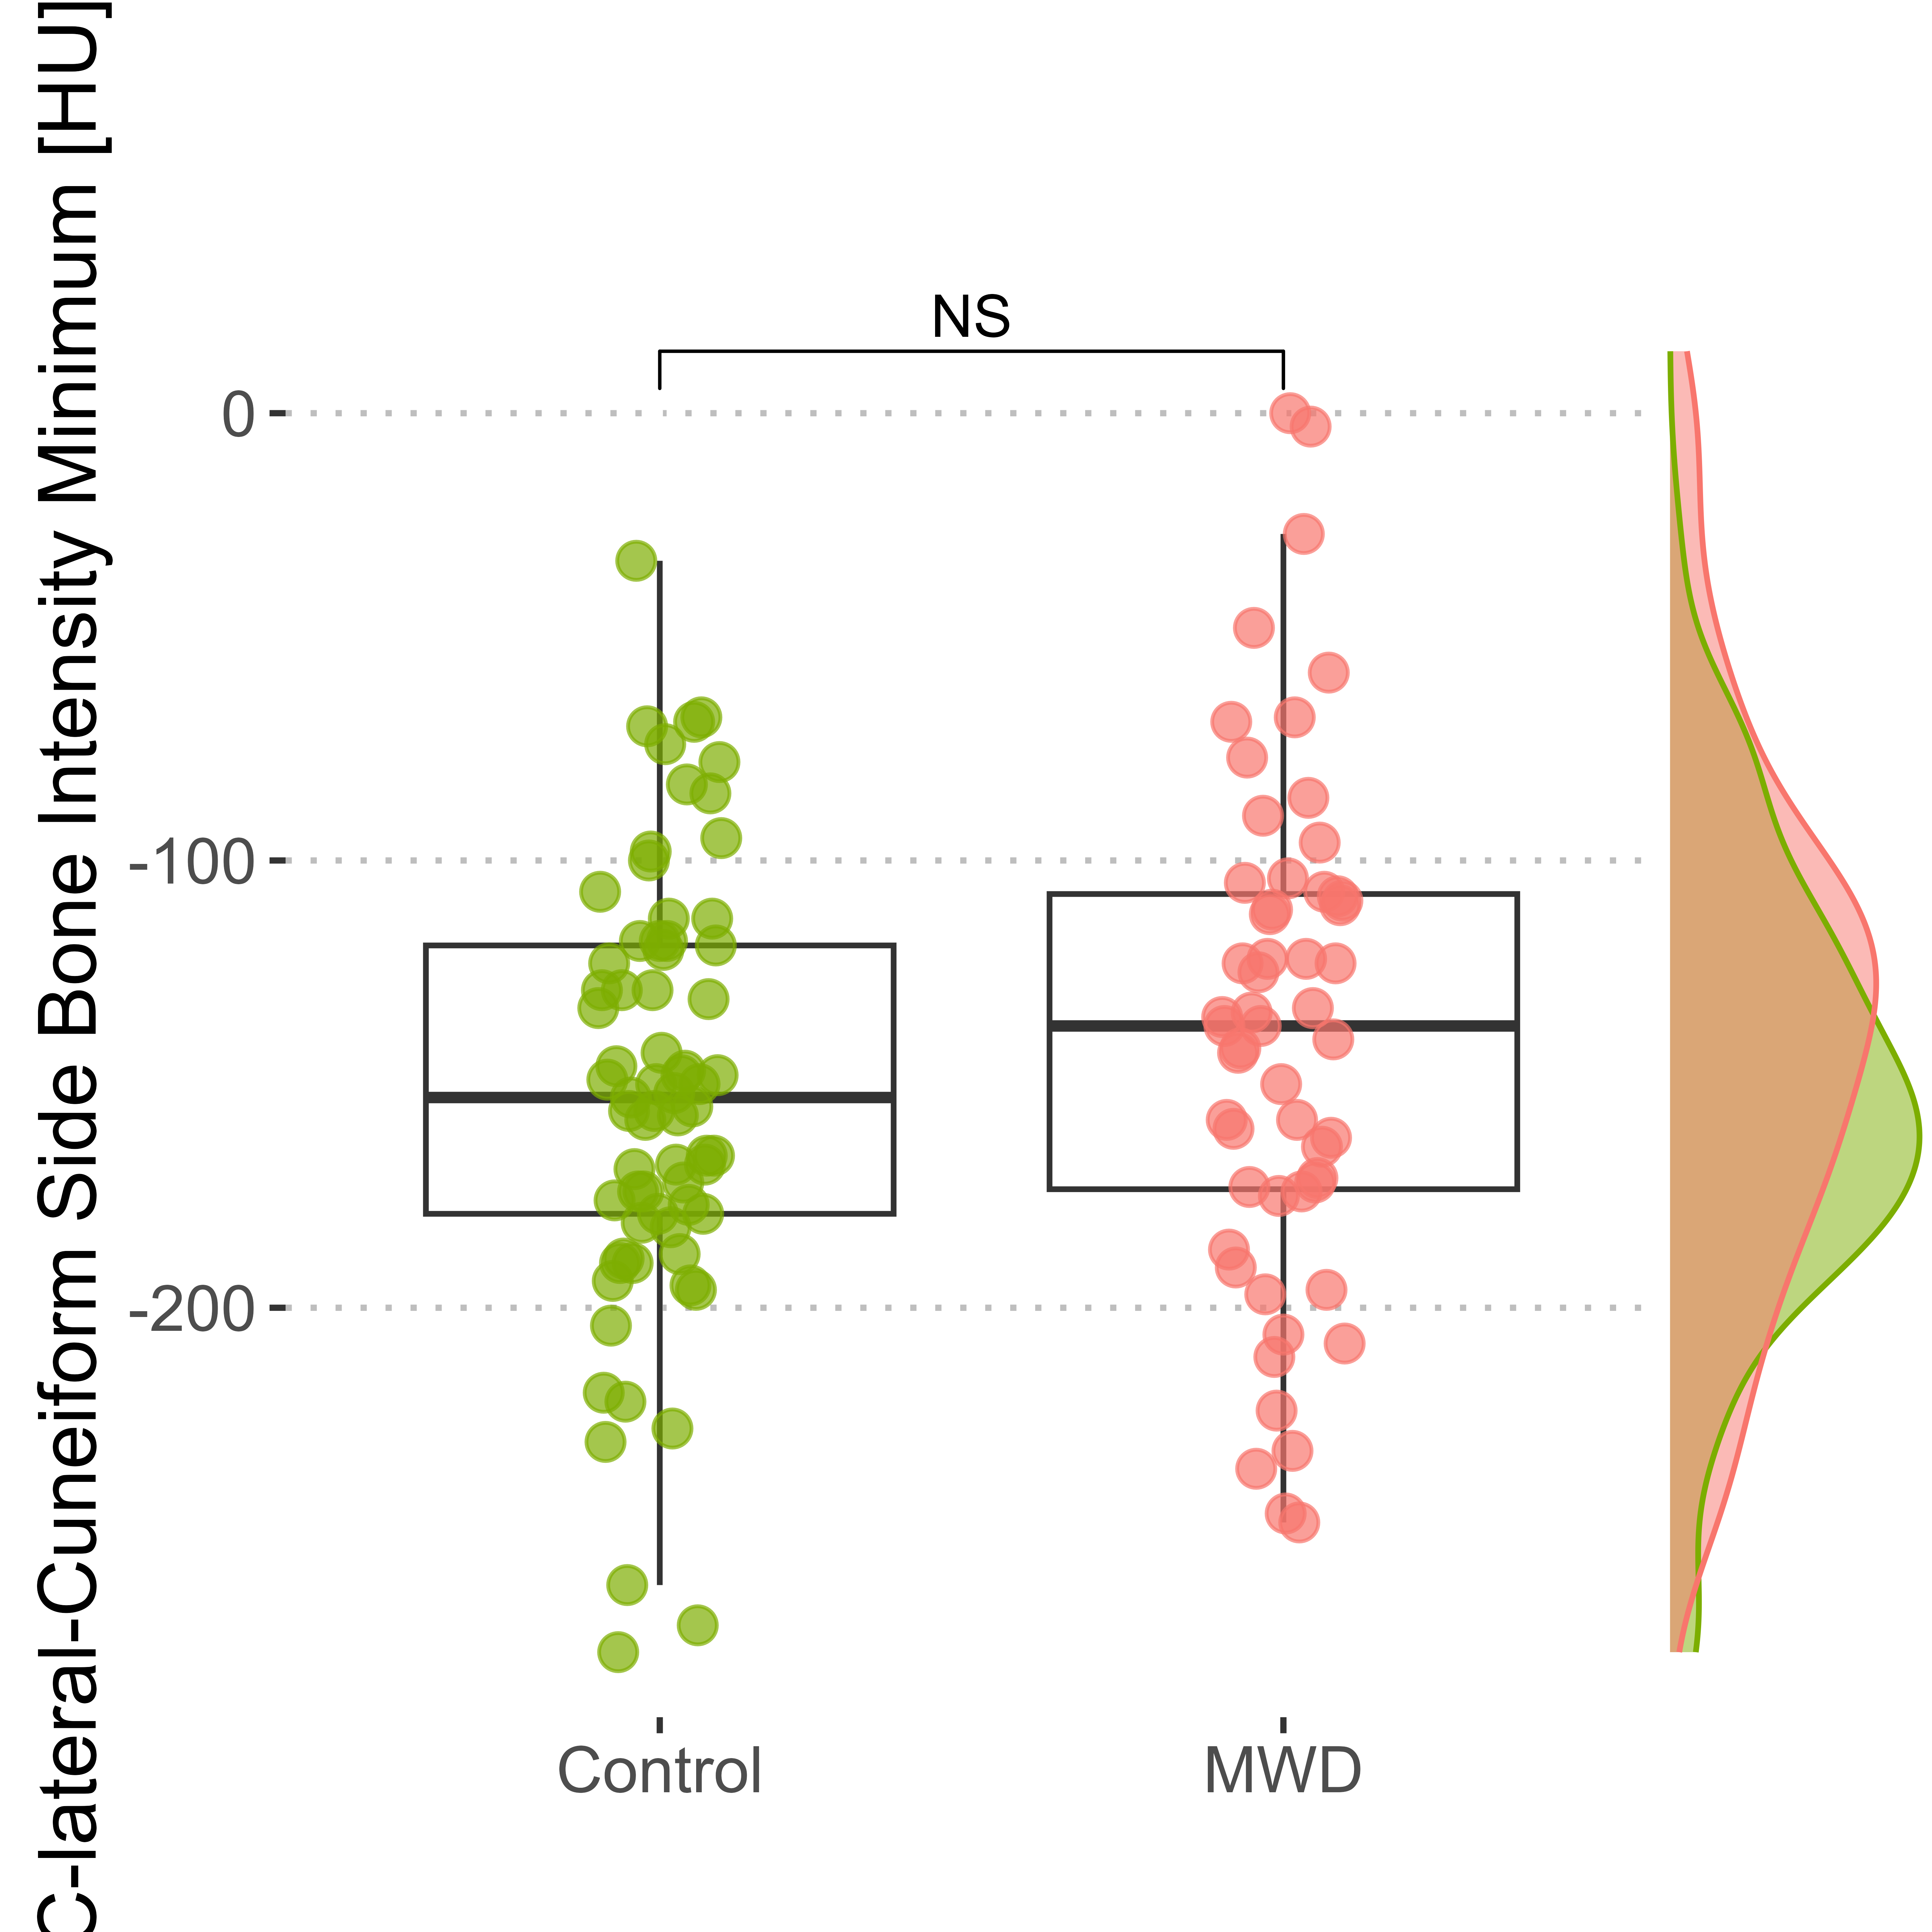 C-lateral-Cuneiform Side Bone Intensity Minimum [HU]
NS
0
-100
-200
Control
MWD